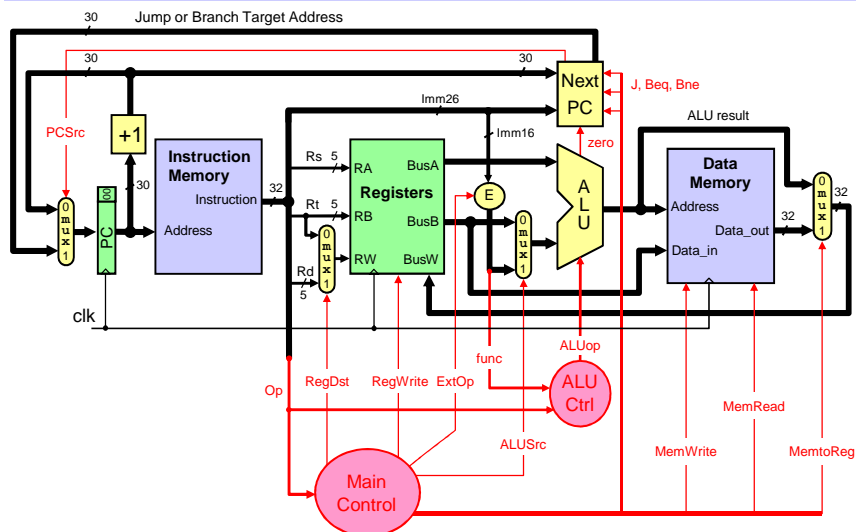 30
Jump or Branch Target Address
30
30
Next
PC
J, Beq, Bne
Imm26
Imm16
PCSrc
+1
zero
ALU result
Instruction
Memory
Instruction
Address
30
32
Rs
5
RA
BusA
Registers
Rt
5
RB
BusB
RW
BusW
Rd
5
E
A
L
U
Data
Memory
Address
Data_out
Data_in
32
32
0
m
u
x
1
00
PC
0
m
u
x
1
0
m
u
x
1
0
m
u
x
1
clk
Op
RegDst
RegWrite
ExtOp
func
ALUop
ALU
Ctrl
ALUSrc
MemRead
MemWrite
MemtoReg
Main
Control